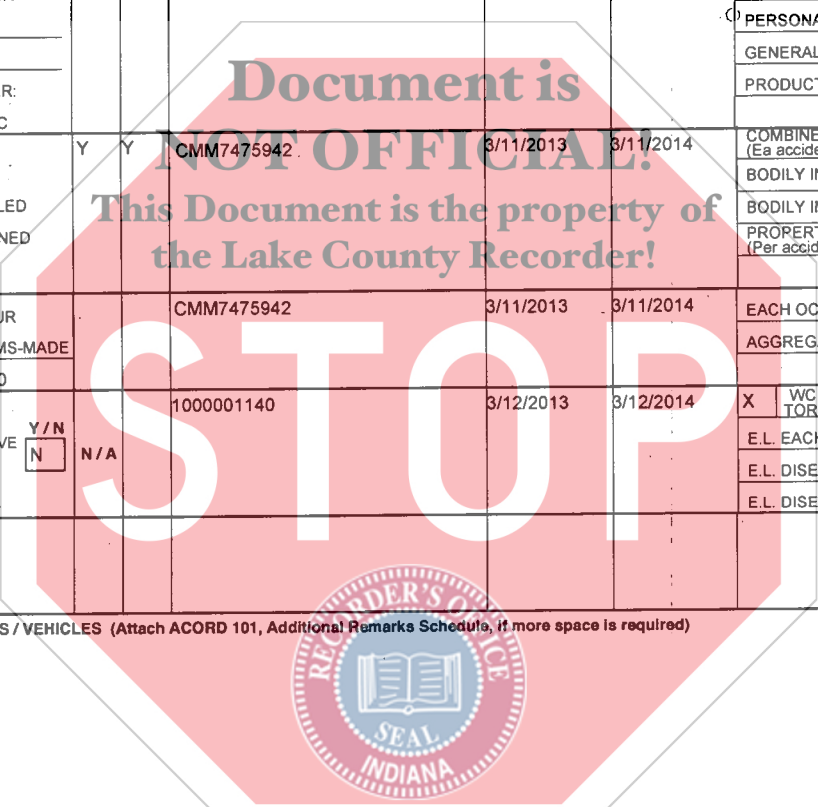 PERSONA
GENERAL
R:
PRODUCT
C
Document is
Y Y CMM7475942 3/11/2013 3/11/2014 COMBINE
(Ea accide
NOT OFFICIAL!
BODILY IN
LED
This Document is the property of
BODILY IN
NED
PROPERT
(Per accid
the Lake County Recorder!
UR CMM7475942 3/11/2013 3/11/2014 EACH OC
MS-MADE AGGREGA
STOP
1000001140 3/12/2013 3/12/2014 X WC
TOR
Y / N
VE N N / A E.L. EACH
E.L. DISE
E.L. DISE
S / VEHICLES (Attach ACORD 101, Additional Remarks Schedule, if more space is required)
RECORDER'S OFFICE
SEAL
INDIANA